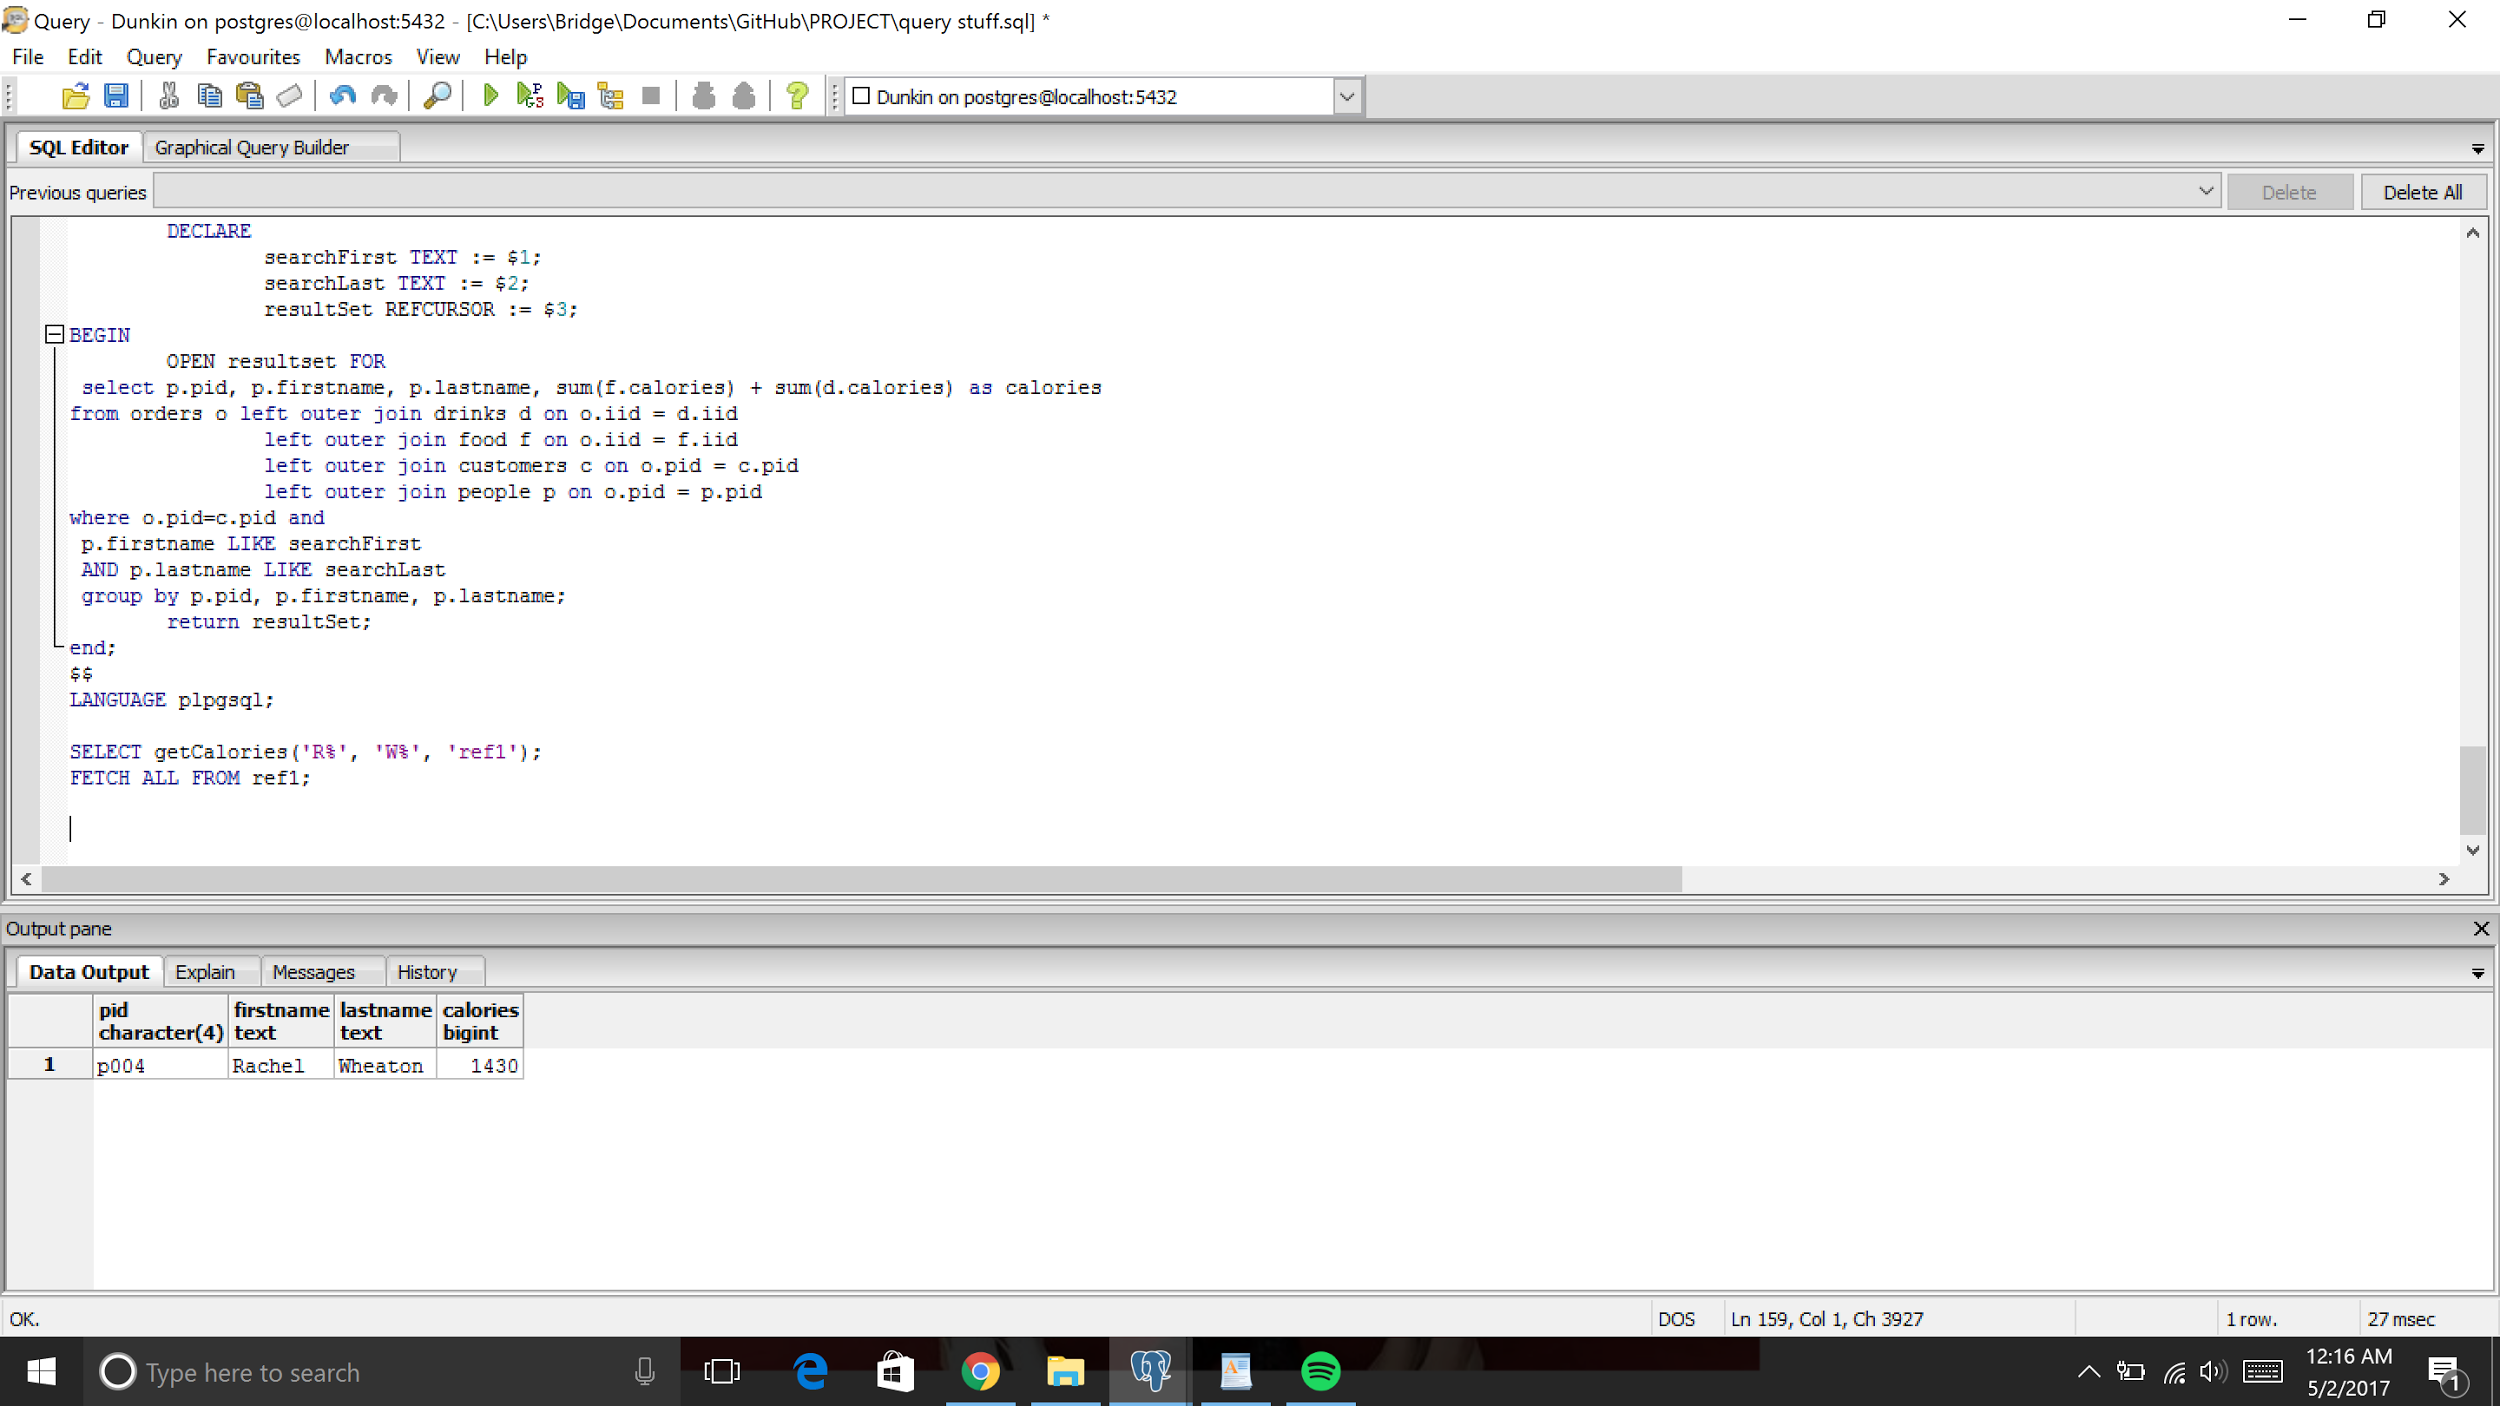 Query - Dunkin on postgres@localhost:5432 - [C:\Users\Bridge\Documents\GitHub\PROJECT\query stuff.sql] *
File Edit Query Favourites Macros View Help
Dunkin on postgres@localhost:5432
SQL Editor Graphical Query Builder
Previous queries Delete Delete All
DECLARE
searchFirst TEXT := $1;
searchLast TEXT := $2;
resultSet REFCURSOR := $3;
BEGIN
OPEN resultset FOR
select p.pid, p.firstname, p.lastname, sum(f.calories) + sum(d.calories) as calories
from orders o left outer join drinks d on o.iid = d.iid
left outer join food f on o.iid = f.iid
left outer join customers c on o.pid = c.pid
left outer join people p on o.pid = p.pid
where o.pid=c.pid and
p.firstname LIKE searchFirst
AND p.lastname LIKE searchLast
group by p.pid, p.firstname, p.lastname;
return resultSet;
end;
$$
LANGUAGE plpgsql;
SELECT getCalories('R%', 'W%', 'ref1');
FETCH ALL FROM ref1;
Output pane
Data Output Explain Messages History
pid firstname lastname calories
character(4) text text bigint
1 p004 Rachel Wheaton 1430
OK. DOS Ln 159, Col 1, Ch 3927 1 row. 27 msec
Type here to search
12:16 AM
5/2/2017
1